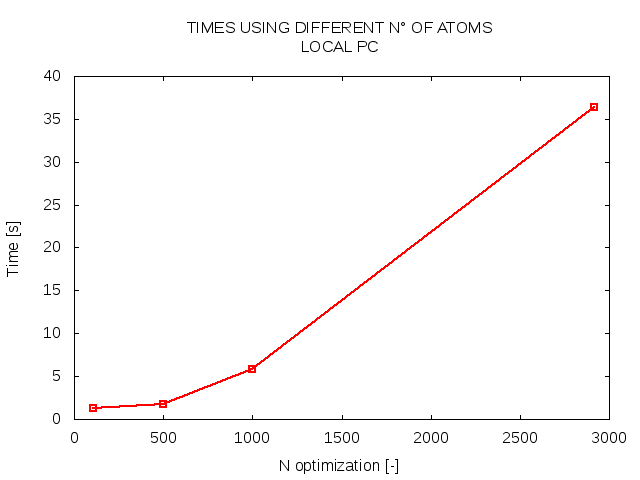 TIMES USING DIFFERENT N° OF ATOMS
LOCAL PC
40
35
30
25
20
15
10
5
0
Time [s]
0 500 1000 1500 2000 2500 3000
N optimization [-]